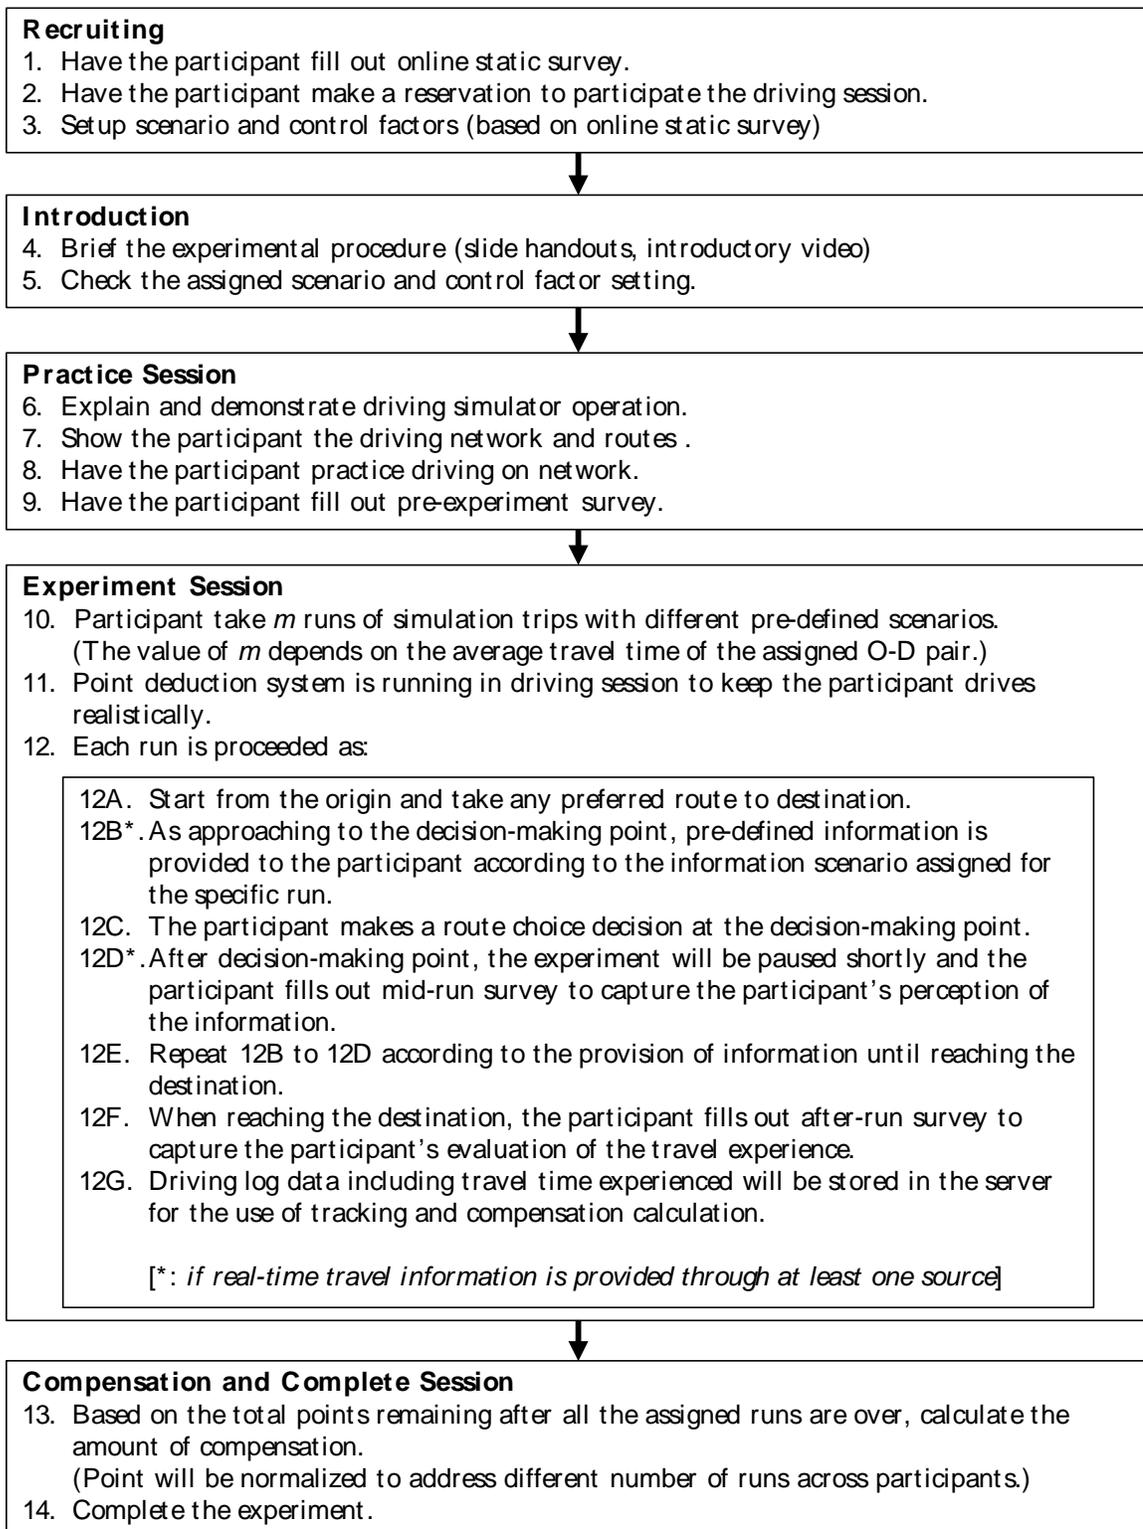 Recruiting
1. Have the participant fill out online static survey.
2. Have the participant make a reservation to participate the driving session.
3. Setup scenario and control factors (based on online static survey)
Introduction
4. Brief the experimental procedure (slide handouts, introductory video)
5. Check the assigned scenario and control factor setting.
Practice Session
6. Explain and demonstrate driving simulator operation.
7. Show the participant the driving network and routes .
8. Have the participant practice driving on network.
9. Have the participant fill out pre-experiment survey.
Experiment Session
10. Participant take m runs of simulation trips with different pre-defined scenarios.
(The value of m depends on the average travel time of the assigned O-D pair.)
11. Point deduction system is running in driving session to keep the participant drives
realistically.
12. Each run is proceeded as:
12A. Start from the origin and take any preferred route to destination.
12B*. As approaching to the decision-making point, pre-defined information is
provided to the participant according to the information scenario assigned for
the specific run.
12C. The participant makes a route choice decision at the decision-making point.
12D*. After decision-making point, the experiment will be paused shortly and the
participant fills out mid-run survey to capture the participant's perception of
the information.
12E. Repeat 12B to 12D according to the provision of information until reaching the
destination.
12F. When reaching the destination, the participant fills out after-run survey to
capture the participant's evaluation of the travel experience.
12G. Driving log data including travel time experienced will be stored in the server
for the use of tracking and compensation calculation.
[*: if real-time travel information is provided through at least one source]
Compensation and Complete Session
13. Based on the total points remaining after all the assigned runs are over, calculate the
amount of compensation.
(Point will be normalized to address different number of runs across participants.)
14. Complete the experiment.